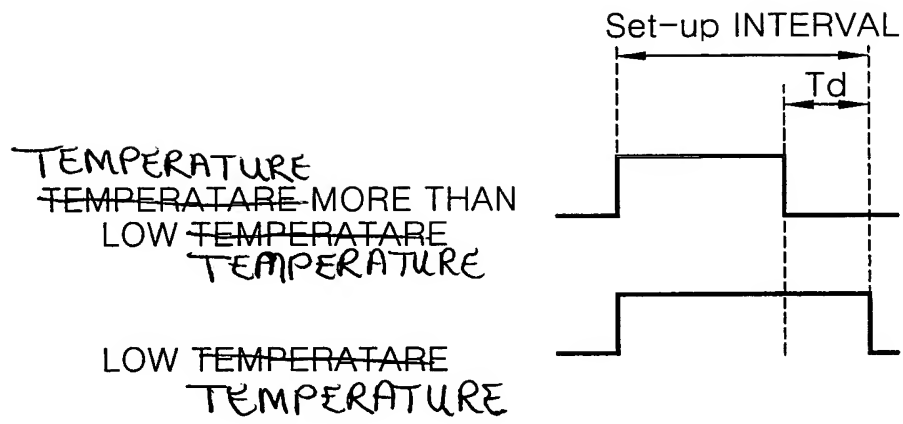 Set-up INTERVAL
Td
TEMPERATURE
TEMPERATARE MORE THAN
LOW TEMPERATARE
TEMPERATURE
LOW TEMPERATARE
TEMPERATURE